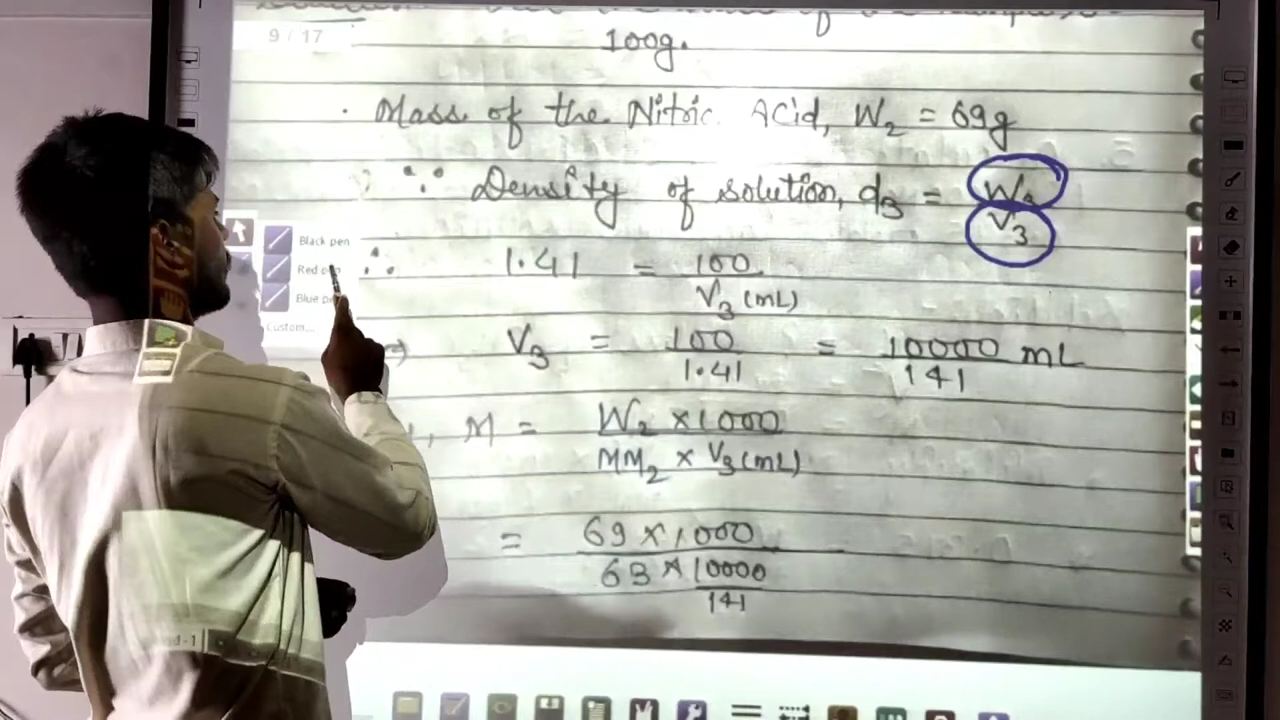 9 / 17
100g.
Mass of the Nitric Acid, W₂ = 69g
∵ Density of solution, d₃ = W₃/V₃
∴ 1.41 = 100/V₃(mL)
V₃ = 100/1.41 = 10000/141 mL
M = W₂ × 1000/MM₂ × V₃(mL)
= 69 × 1000/63 × 10000/141
Black pen
Red
Blue
Custom...